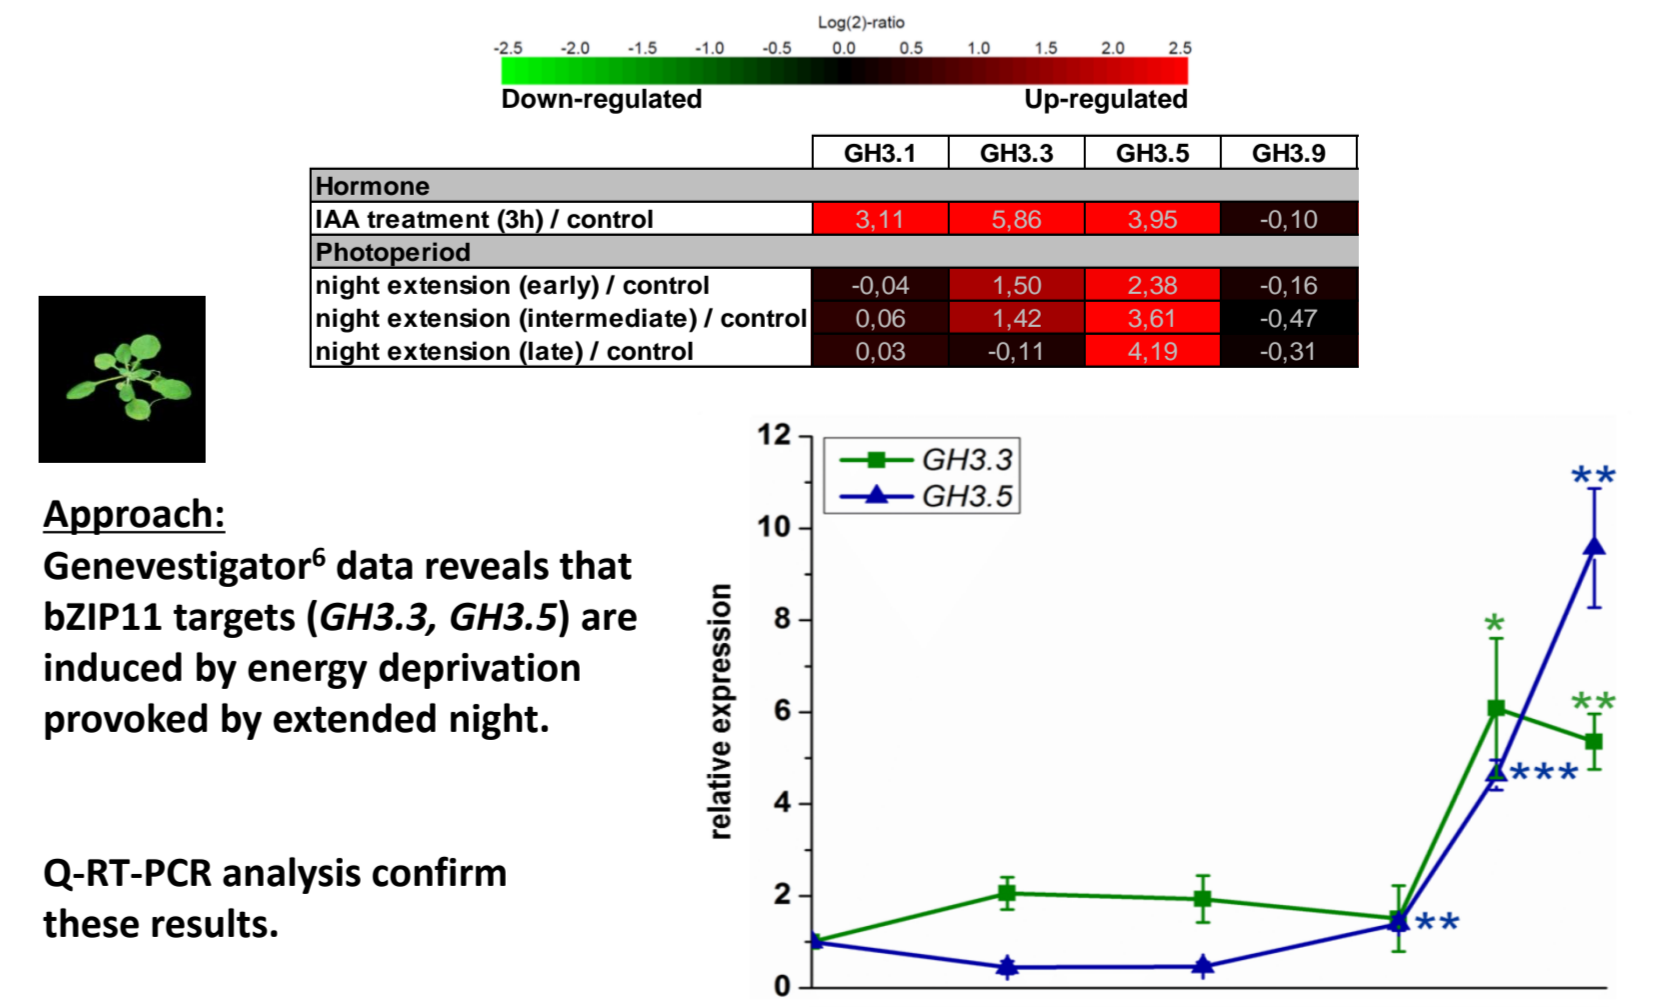 Log(2)-ratio
-2.5 -2.0 -1.5 -1.0 -0.5 0.0 0.5 1.0 1.5 2.0 2.5
Down-regulated Up-regulated
GH3.1 GH3.3 GH3.5 GH3.9
Hormone
IAA treatment (3h) / control 3,11 5,86 3,95 -0,10
Photoperiod
night extension (early) / control -0,04 1,50 2,38 -0,16
night extension (intermediate) / control 0,06 1,42 3,61 -0,47
night extension (late) / control 0,03 -0,11 4,19 -0,31
Approach:
Genevestigator⁶ data reveals that
bZIP11 targets (GH3.3, GH3.5) are
induced by energy deprivation
provoked by extended night.
Q-RT-PCR analysis confirm
these results.
relative expression
12
10
8
6
4
2
0
GH3.3
GH3.5
**
*
**
***
**